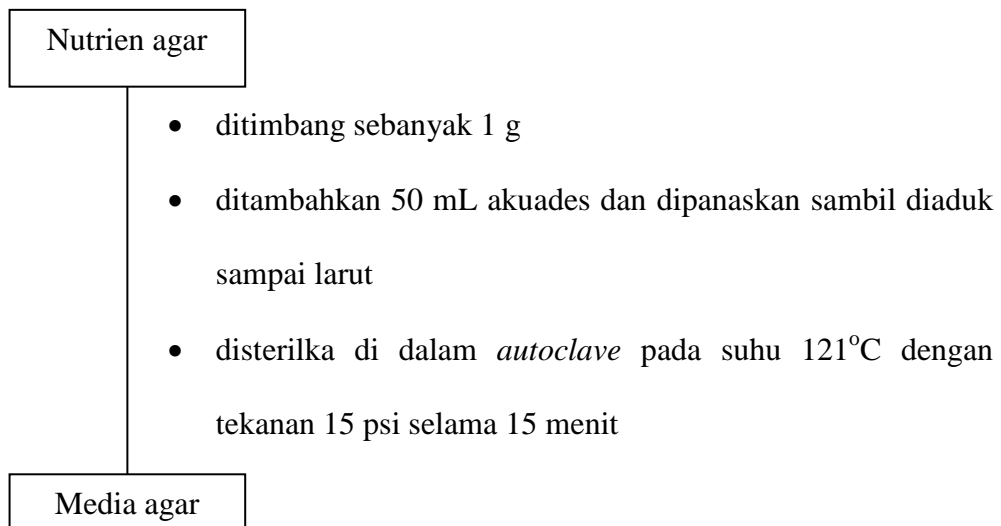 Nutrien agar
• ditimbang sebanyak 1 g
• ditambahkan 50 mL akuades dan dipanaskan sambil diaduk
sampai larut
• disterilka di dalam autoclave pada suhu 121°C dengan
tekanan 15 psi selama 15 menit
Media agar